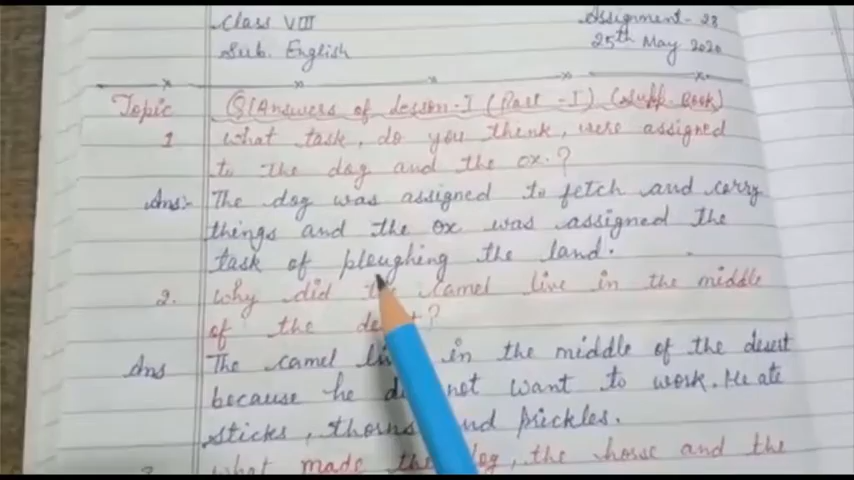 Class VIII
Assignment- 28
Sub. English
25th May 2020
Topic Q/Answers of Lesson-I (Part-I) (Suppl. Book)
1 What task, do you think, were assigned
to the dog and the ox.?
Ans:- The dog was assigned to fetch and carry
things and the ox was assigned the
task of ploughing the land.
2. Why did the camel live in the middle
of the ?
Ans The camel in the middle of the desert
because he not want to work. He ate
sticks, thorns and prickles.
What made the , the horse and the